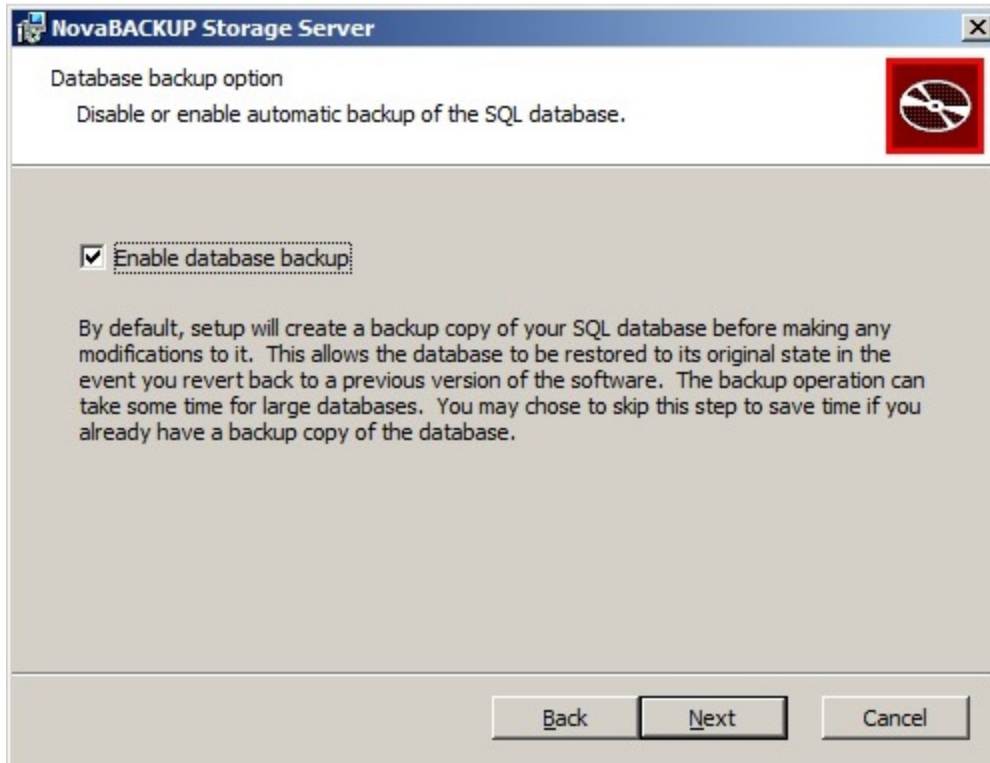 NovaBACKUP Storage Server
Database backup option
Disable or enable automatic backup of the SQL database.
Enable database backup
By default, setup will create a backup copy of your SQL database before making any
modifications to it.  This allows the database to be restored to its original state in the
event you revert back to a previous version of the software.  The backup operation can
take some time for large databases.  You may chose to skip this step to save time if you
already have a backup copy of the database.
Back
Next
Cancel